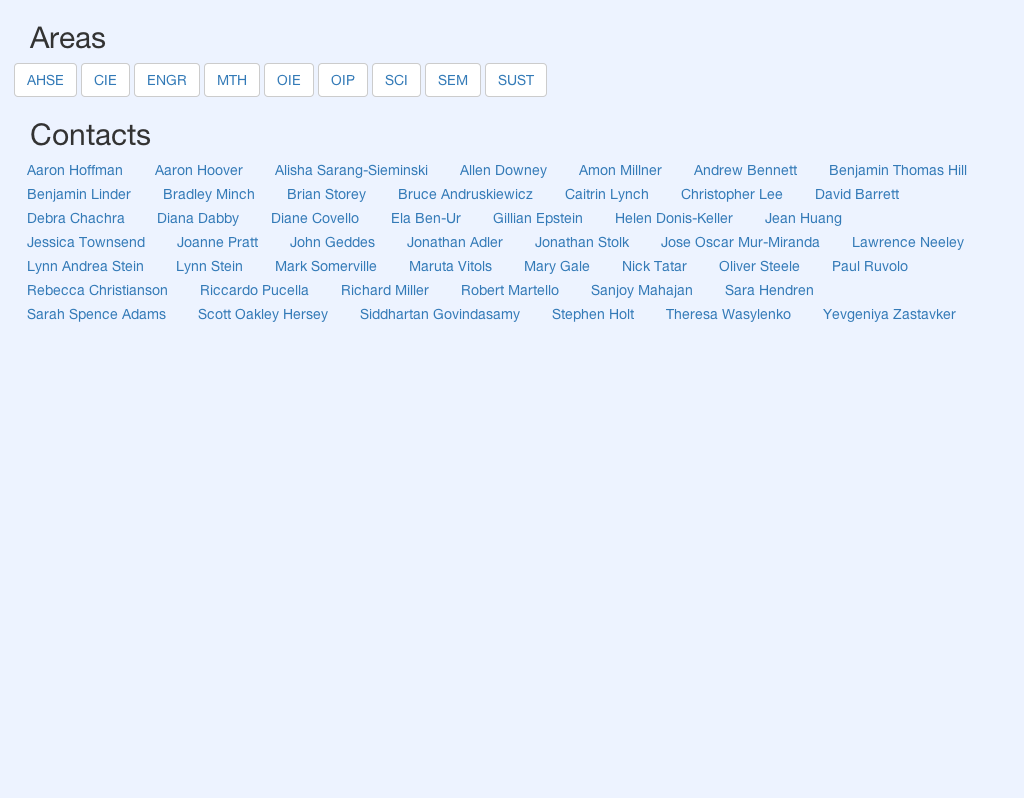 Areas
AHSE CIE ENGR MTH OIE OIP SCI SEM SUST
Contacts
Aaron Hoffman Aaron Hoover Alisha Sarang-Sieminski Allen Downey Amon Millner Andrew Bennett Benjamin Thomas Hill
Benjamin Linder Bradley Minch Brian Storey Bruce Andruskiewicz Caitrin Lynch Christopher Lee David Barrett
Debra Chachra Diana Dabby Diane Covello Ela Ben-Ur Gillian Epstein Helen Donis-Keller Jean Huang
Jessica Townsend Joanne Pratt John Geddes Jonathan Adler Jonathan Stolk Jose Oscar Mur-Miranda Lawrence Neeley
Lynn Andrea Stein Lynn Stein Mark Somerville Maruta Vitols Mary Gale Nick Tatar Oliver Steele Paul Ruvolo
Rebecca Christianson Riccardo Pucella Richard Miller Robert Martello Sanjoy Mahajan Sara Hendren
Sarah Spence Adams Scott Oakley Hersey Siddhartan Govindasamy Stephen Holt Theresa Wasylenko Yevgeniya Zastavker